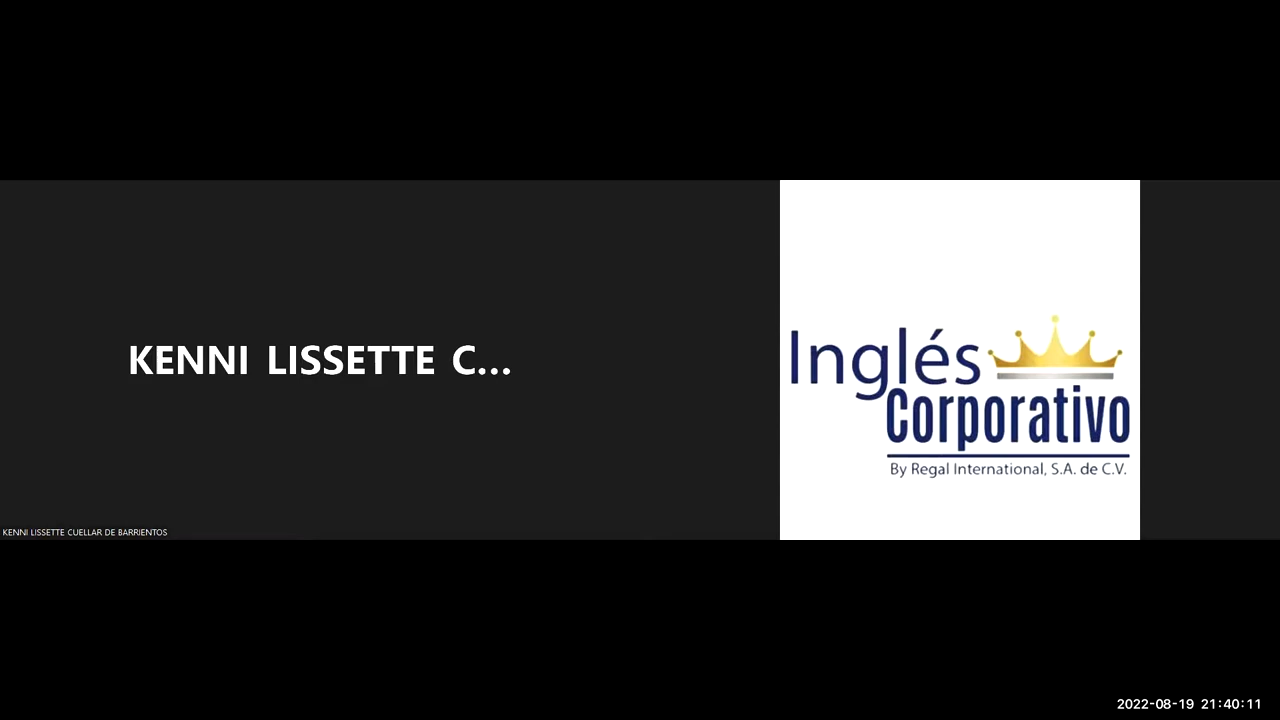 KENNI LISSETTE C...
KENNI LISSETTE CUELLAR DE BARRIENTOS
Inglés
Corporativo
By Regal International, S.A. de C.V.
2022-08-19 21:40:11